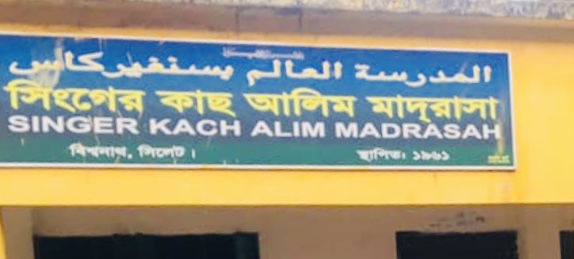 المدرسة العالم بسنغيركاس
সিংগের কাছ আলিম মাদ্রাসা
SINGER KACH ALIM MADRASAH
বিশ্বনাথ, সিলেট।
স্থাপিত: ১৯৬১